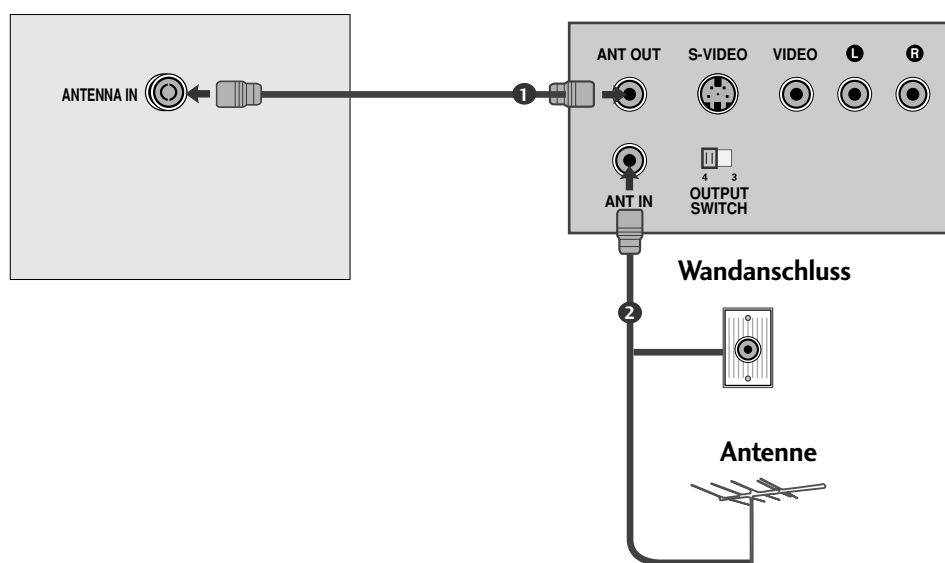 ANTENNA IN
1
ANT OUT
S-VIDEO
VIDEO
L
R
ANT IN
4 3
OUTPUT
SWITCH
2
Wandanschluss
Antenne